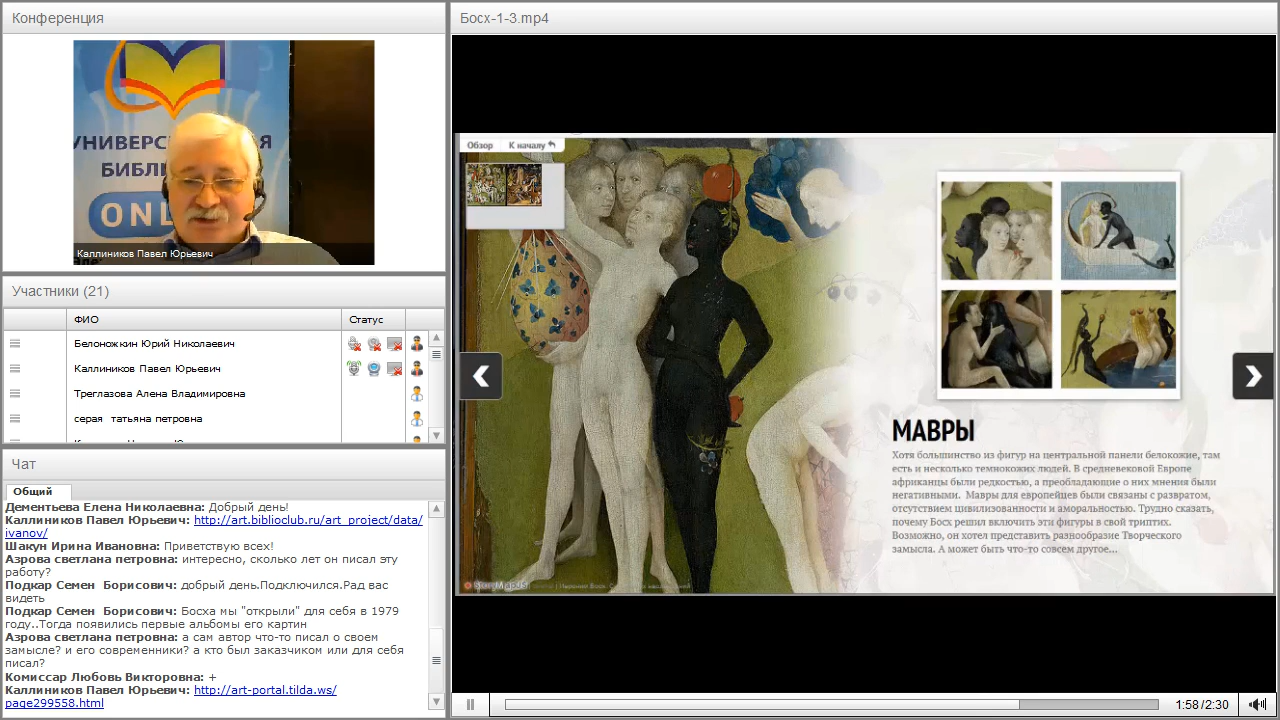 Конференция
УНИВЕРС
АЯ
БИБЛИ
ONL
Каллиников Павел Юрьевич
Участники (21)
ФИО
Статус
Белоножкин Юрий Николаевич
Каллиников Павел Юрьевич
Треглазова Алена Владимировна
серая татьяна петровна
Чат
Общий
Дементьева Елена Николаевна: Добрый день!
Каллиников Павел Юрьевич: http://art.biblioclub.ru/art_project/data/
ivanov/
Шакун Ирина Ивановна: Приветствую всех!
Азрова светлана петровна: интересно, сколько лет он писал эту
работу?
Подкар Семен Борисович: добрый день.Подключился.Рад вас
видеть
Подкар Семен Борисович: Босха мы "открыли" для себя в 1979
году..Тогда появились первые альбомы его картин
Азрова светлана петровна: а сам автор что-то писал о своем
замысле? и его современники? а кто был заказчиком или для себя
писал?
Комиссар Любовь Викторовна: +
Каллиников Павел Юрьевич: http://art-portal.tilda.ws/
page299558.html
Босх-1-3.mp4
Обзор К началу
МАВРЫ
Хотя большинство из фигур на центральной панели белокожие, там
есть и несколько темнокожих людей. В средневековой Европе
африканцы были редкостью, а преобладающие о них мнения были
негативными. Мавры для европейцев были связаны с развратом,
отсутствием цивилизованности и аморальностью. Трудно сказать,
почему Босх решил включить эти фигуры в свой триптих.
Возможно, он хотел представить разнообразие Творческого
замысла. А может быть что-то совсем другое...
StoryMapJS
1:58 / 2:30